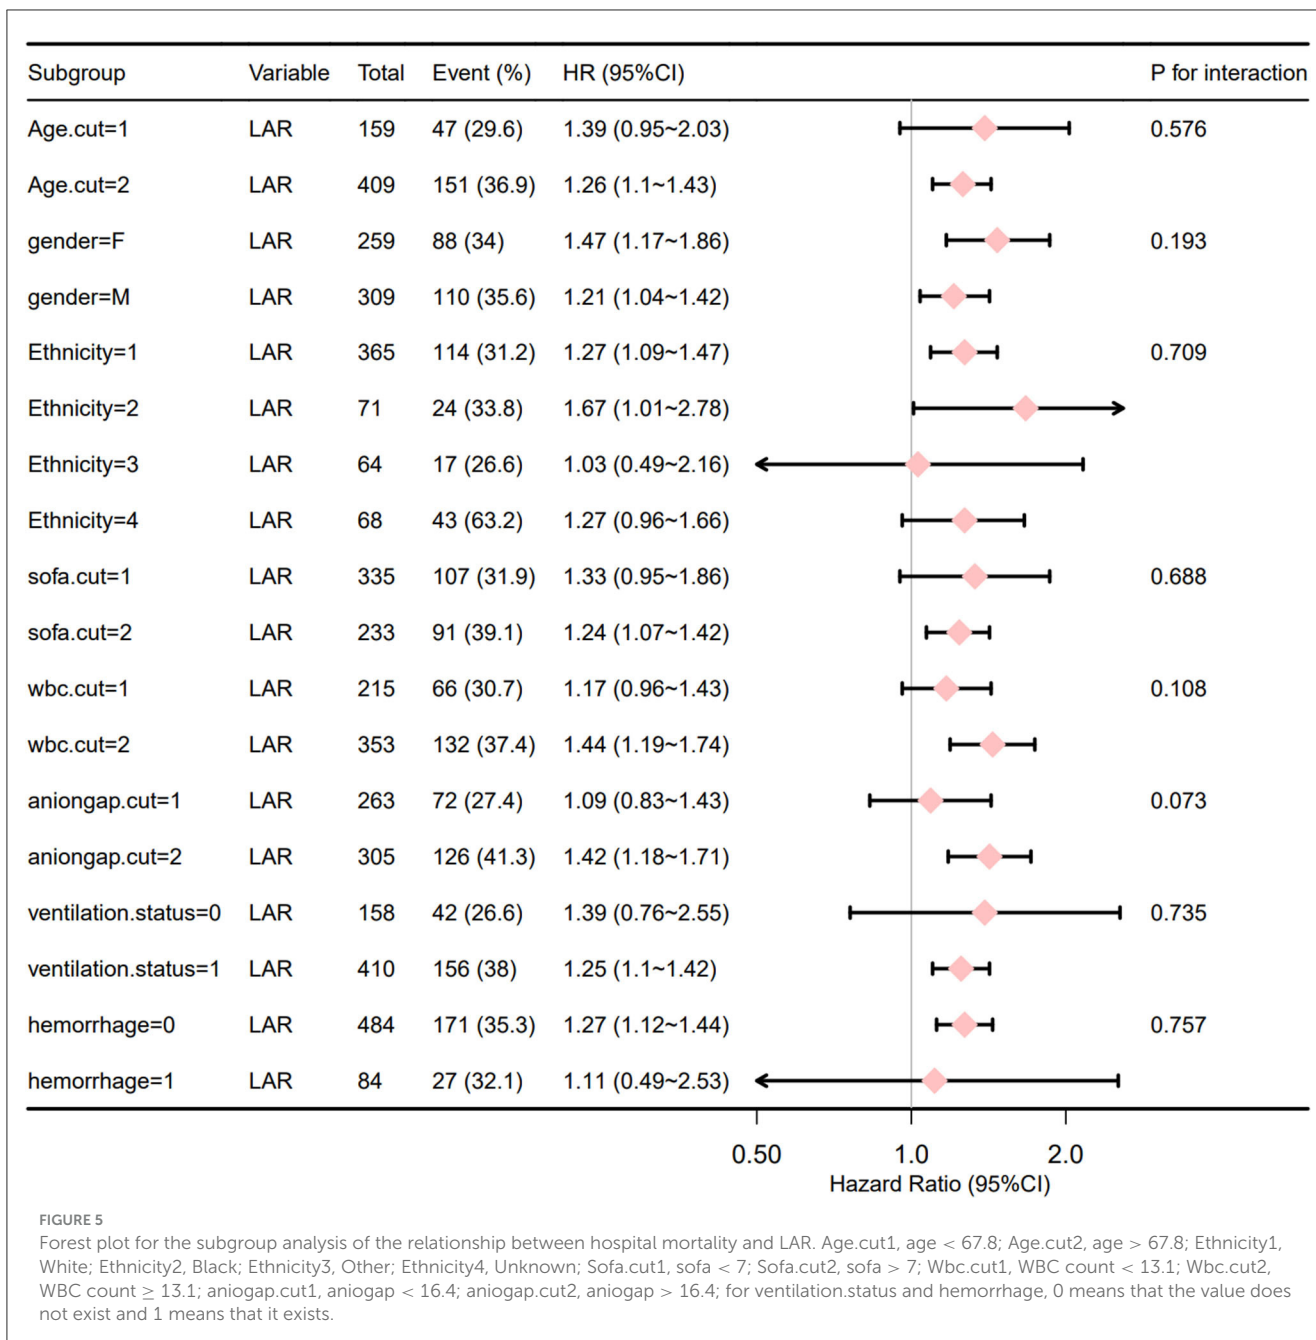 Subgroup Variable Total Event (%) HR (95%CI) P for interaction
Age.cut=1 LAR 159 47 (29.6) 1.39 (0.95~2.03) 0.576
Age.cut=2 LAR 409 151 (36.9) 1.26 (1.1~1.43)
gender=F LAR 259 88 (34) 1.47 (1.17~1.86) 0.193
gender=M LAR 309 110 (35.6) 1.21 (1.04~1.42)
Ethnicity=1 LAR 365 114 (31.2) 1.27 (1.09~1.47) 0.709
Ethnicity=2 LAR 71 24 (33.8) 1.67 (1.01~2.78)
Ethnicity=3 LAR 64 17 (26.6) 1.03 (0.49~2.16)
Ethnicity=4 LAR 68 43 (63.2) 1.27 (0.96~1.66)
sofa.cut=1 LAR 335 107 (31.9) 1.33 (0.95~1.86) 0.688
sofa.cut=2 LAR 233 91 (39.1) 1.24 (1.07~1.42)
wbc.cut=1 LAR 215 66 (30.7) 1.17 (0.96~1.43) 0.108
wbc.cut=2 LAR 353 132 (37.4) 1.44 (1.19~1.74)
aniongap.cut=1 LAR 263 72 (27.4) 1.09 (0.83~1.43) 0.073
aniongap.cut=2 LAR 305 126 (41.3) 1.42 (1.18~1.71)
ventilation.status=0 LAR 158 42 (26.6) 1.39 (0.76~2.55) 0.735
ventilation.status=1 LAR 410 156 (38) 1.25 (1.1~1.42)
hemorrhage=0 LAR 484 171 (35.3) 1.27 (1.12~1.44) 0.757
hemorrhage=1 LAR 84 27 (32.1) 1.11 (0.49~2.53)
0.50 1.0 2.0
Hazard Ratio (95%CI)
FIGURE 5
Forest plot for the subgroup analysis of the relationship between hospital mortality and LAR. Age.cut1, age < 67.8; Age.cut2, age > 67.8; Ethnicity1,
White; Ethnicity2, Black; Ethnicity3, Other; Ethnicity4, Unknown; Sofa.cut1, sofa < 7; Sofa.cut2, sofa > 7; Wbc.cut1, WBC count < 13.1; Wbc.cut2,
WBC count ≥ 13.1; aniogap.cut1, aniogap < 16.4; aniogap.cut2, aniogap > 16.4; for ventilation.status and hemorrhage, 0 means that the value does
not exist and 1 means that it exists.